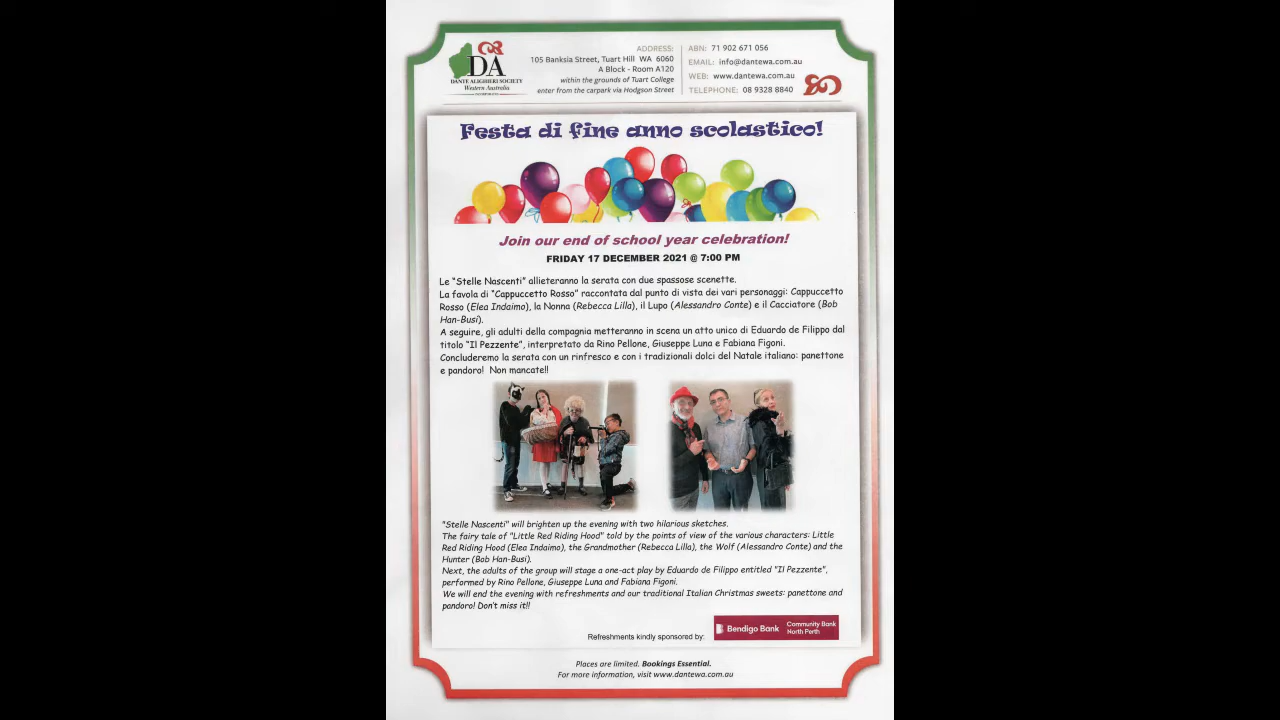 DA
DANTE ALIGHIERI SOCIETY
Western Australia
ADDRESS:
105 Banksia Street, Tuart Hill WA 6060
A Block - Room A120
within the grounds of Tuart College
enter from the carpark via Hodgson Street
ABN: 71 902 671 056
EMAIL: info@dantewa.com.au
WEB: www.dantewa.com.au
TELEPHONE: 08 9328 8840
Festa di fine anno scolastico!
Join our end of school year celebration!
FRIDAY 17 DECEMBER 2021 @ 7:00 PM
Le "Stelle Nascenti" allieteranno la serata con due spassose scenette.
La favola di "Cappuccetto Rosso" raccontata dal punto di vista dei vari personaggi: Cappuccetto
Rosso (Elea Indaimo), la Nonna (Rebecca Lilla), il Lupo (Alessandro Conte) e il Cacciatore (Bob
Han-Busi).
A seguire, gli adulti della compagnia metteranno in scena un atto unico di Eduardo de Filippo dal
titolo "Il Pezzente", interpretato da Rino Pellone, Giuseppe Luna e Fabiana Figoni.
Concluderemo la serata con un rinfresco e con i tradizionali dolci del Natale italiano: panettone
e pandoro! Non mancate!!
"Stelle Nascenti" will brighten up the evening with two hilarious sketches.
The fairy tale of "Little Red Riding Hood" told by the points of view of the various characters: Little
Red Riding Hood (Elea Indaimo), the Grandmother (Rebecca Lilla), the Wolf (Alessandro Conte) and the
Hunter (Bob Han-Busi).
Next, the adults of the group will stage a one-act play by Eduardo de Filippo entitled "Il Pezzente",
performed by Rino Pellone, Giuseppe Luna and Fabiana Figoni.
We will end the evening with refreshments and our traditional Italian Christmas sweets: panettone and
pandoro! Don't miss it!!
Refreshments kindly sponsored by:
Bendigo Bank
Community Bank
North Perth
Places are limited. Bookings Essential.
For more information, visit www.dantewa.com.au